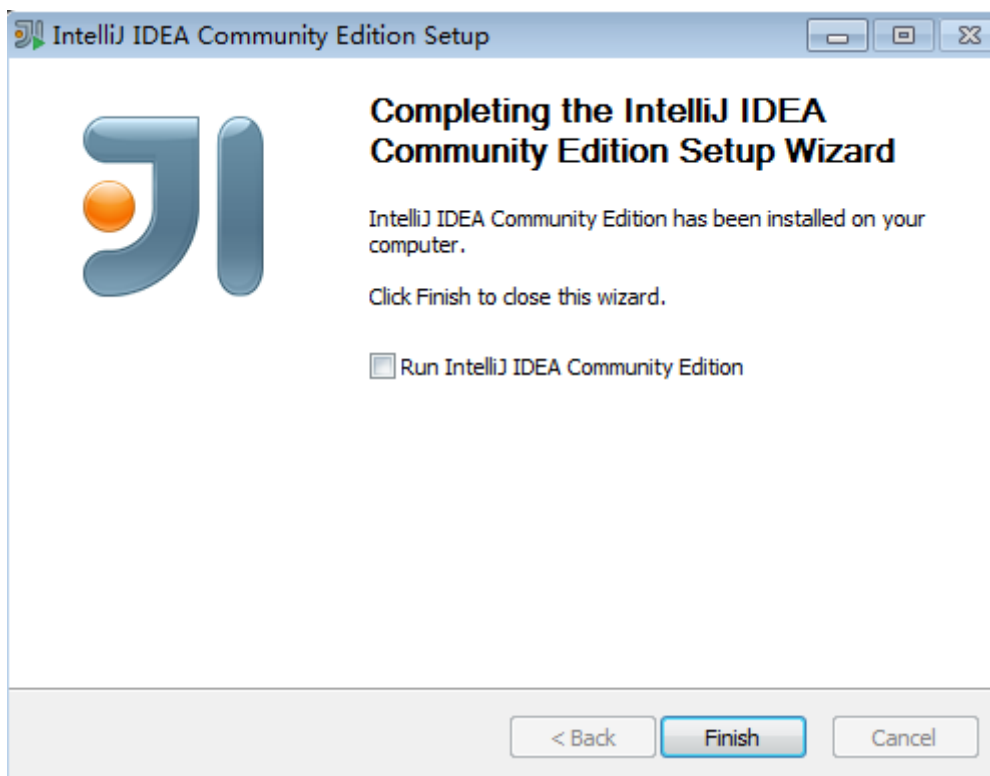 IntelliJ IDEA Community Edition Setup
Completing the IntelliJ IDEA
Community Edition Setup Wizard
IntelliJ IDEA Community Edition has been installed on your
computer.
Click Finish to close this wizard.
Run IntelliJ IDEA Community Edition
< Back
Finish
Cancel